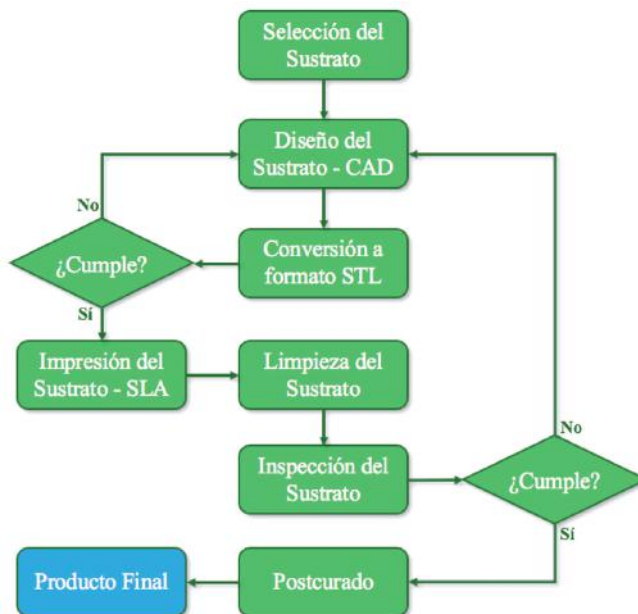 Selección del
Sustrato
Diseño del
Sustrato - CAD
No
Conversión a
formato STL
¿Cumple?
Sí
Impresión del
Sustrato - SLA
Limpieza del
Sustrato
Inspección del
Sustrato
No
¿Cumple?
Sí
Postcurado
Producto Final